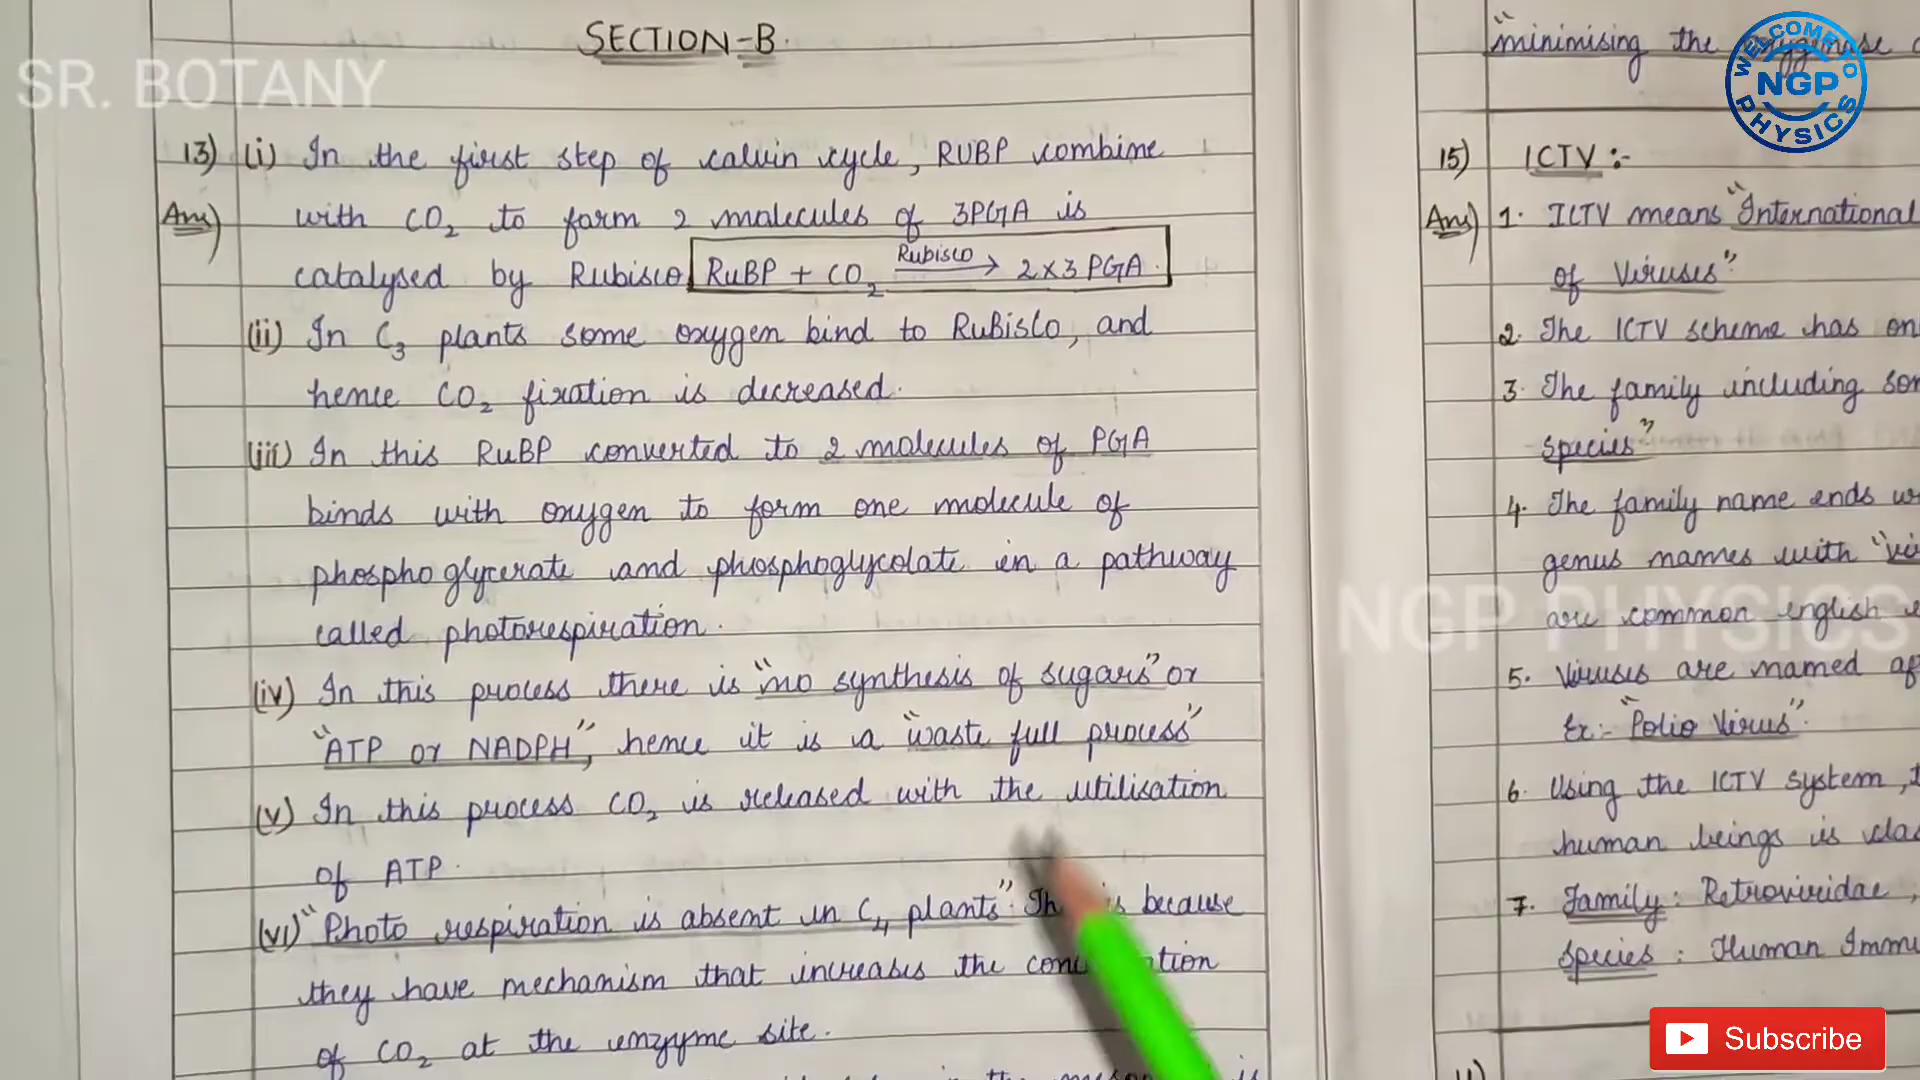 SECTION-B.
SR. BOTANY
13) (i) In the first step of calvin cycle, RUBP combine
Ans) with CO2 to form 2 molecules of 3PGA is
catalysed by Rubisco RuBP + CO2 Rubisco → 2x3 PGA.
(ii) In C3 plants some oxygen bind to RuBisCo, and
hence CO2 fixation is decreased.
(iii) In this RuBP converted to 2 molecules of PGA
binds with oxygen to form one molecule of
phospho glycerate and phosphoglycolate in a pathway
called photorespiration.
(iv) In this process there is "no synthesis of sugars" or
"ATP or NADPH", hence it is a "waste full process"
(v) In this process CO2 is released with the utilisation
of ATP.
(vi) "Photo respiration is absent in C4 plants". is because
they have mechanism that increases the
of CO2 at the enzyme site.
"minimising the
WELCOME TO
NGP
PHYSICS
15) ICTV :-
Ans) 1. ICTV means "International
of Viruses"
2. The ICTV scheme has
3. The family including
species"
4. The family name ends
genus names with
NGP PHYSICS
are common english
5. Viruses are named
Ex:- "Polio Virus".
6. Using the ICTV system,
human beings is
7. Family: Retroviridae,
Species: Human
Subscribe